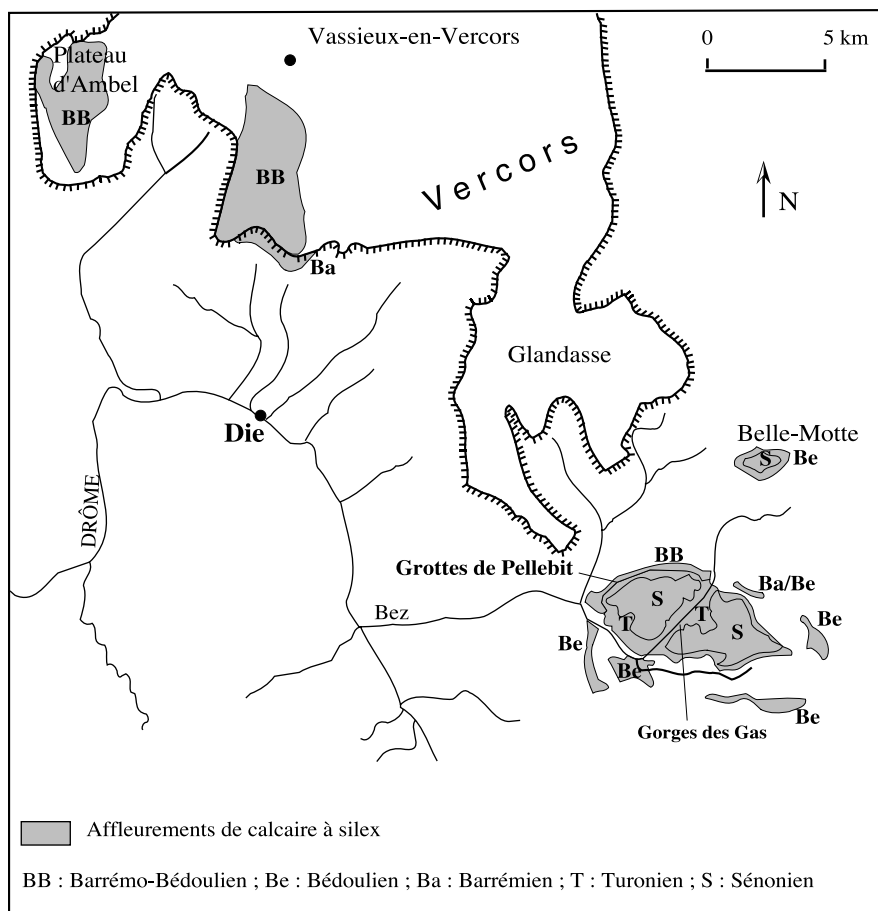 Vassieux-en-Vercors
0 5 km
Plateau
d'Ambel
BB
BB
Vercors
N
Ba
Glandasse
Die
Belle-Motte
S Be
DRÔME
BB
Grottes de Pellebit
Ba/Be
S
T
T
S
Be
Bez
Be
Be
Be
Gorges des Gas
Affleurements de calcaire à silex
BB : Barrémo-Bédoulien ; Be : Bédoulien ; Ba : Barrémien ; T : Turonien ; S : Sénonien